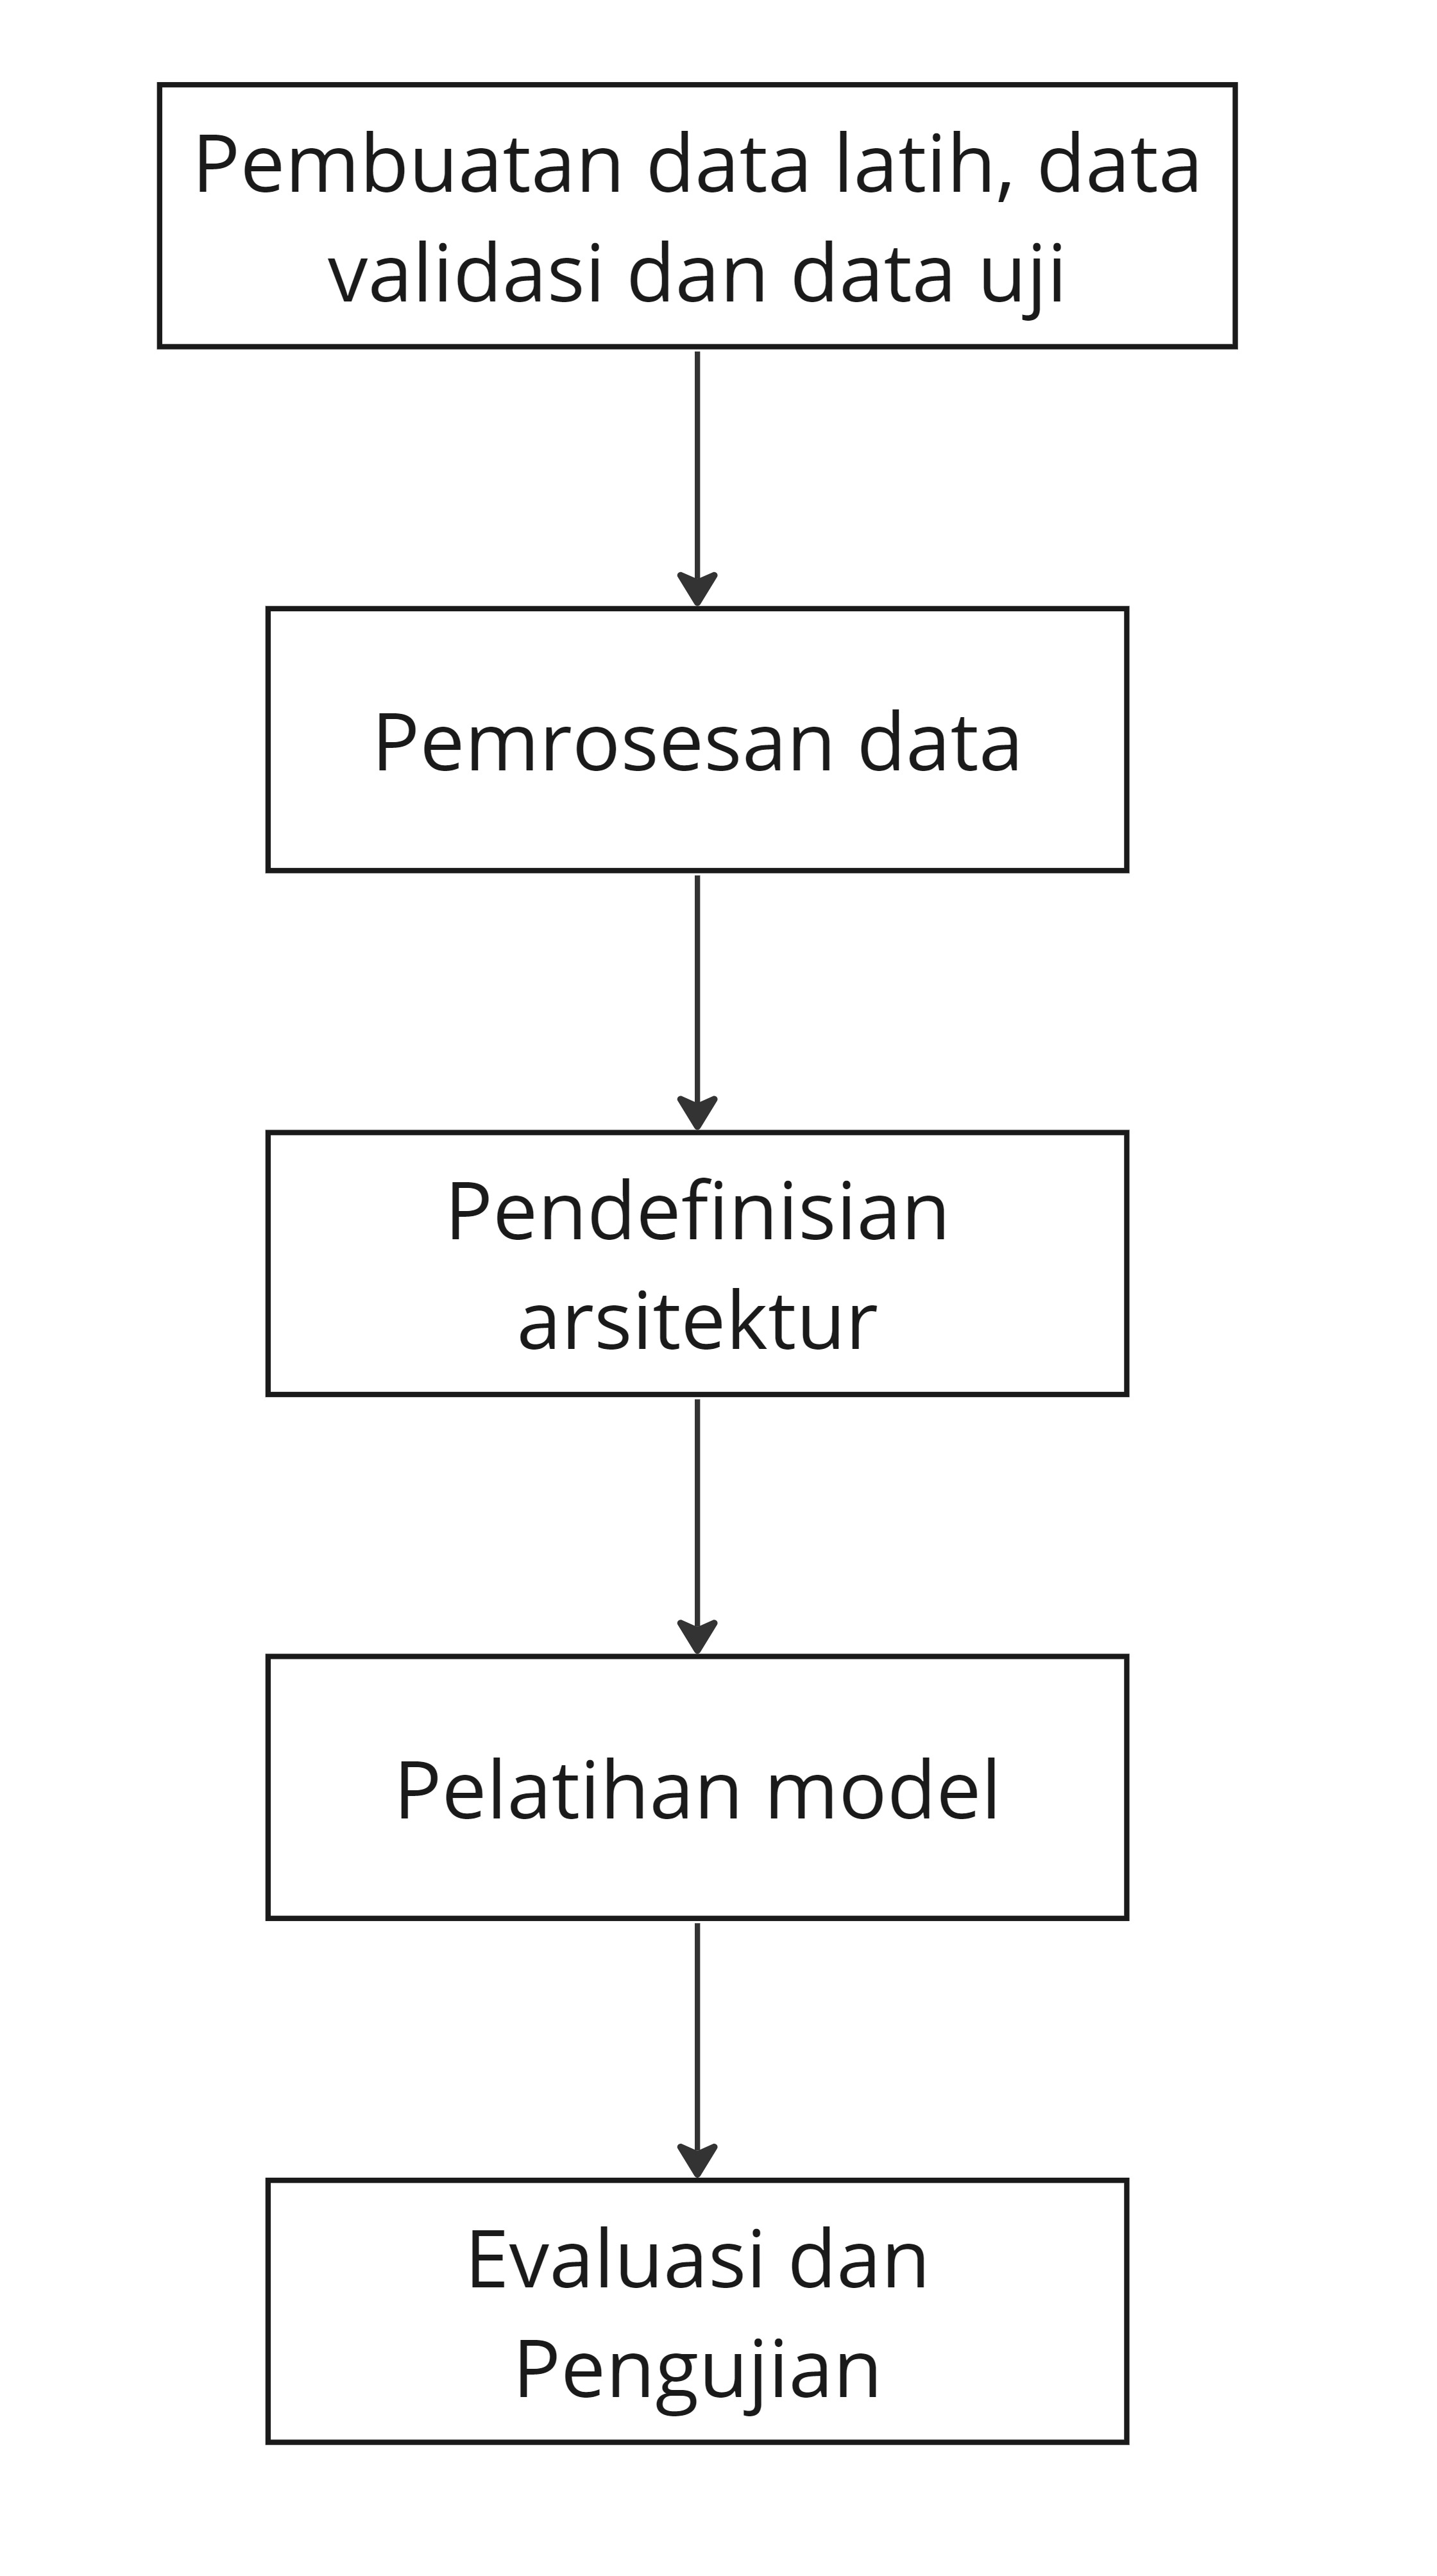 Pembuatan data latih, data
validasi dan data uji
Pemrosesan data
Pendefinisian
arsitektur
Pelatihan model
Evaluasi dan
Pengujian